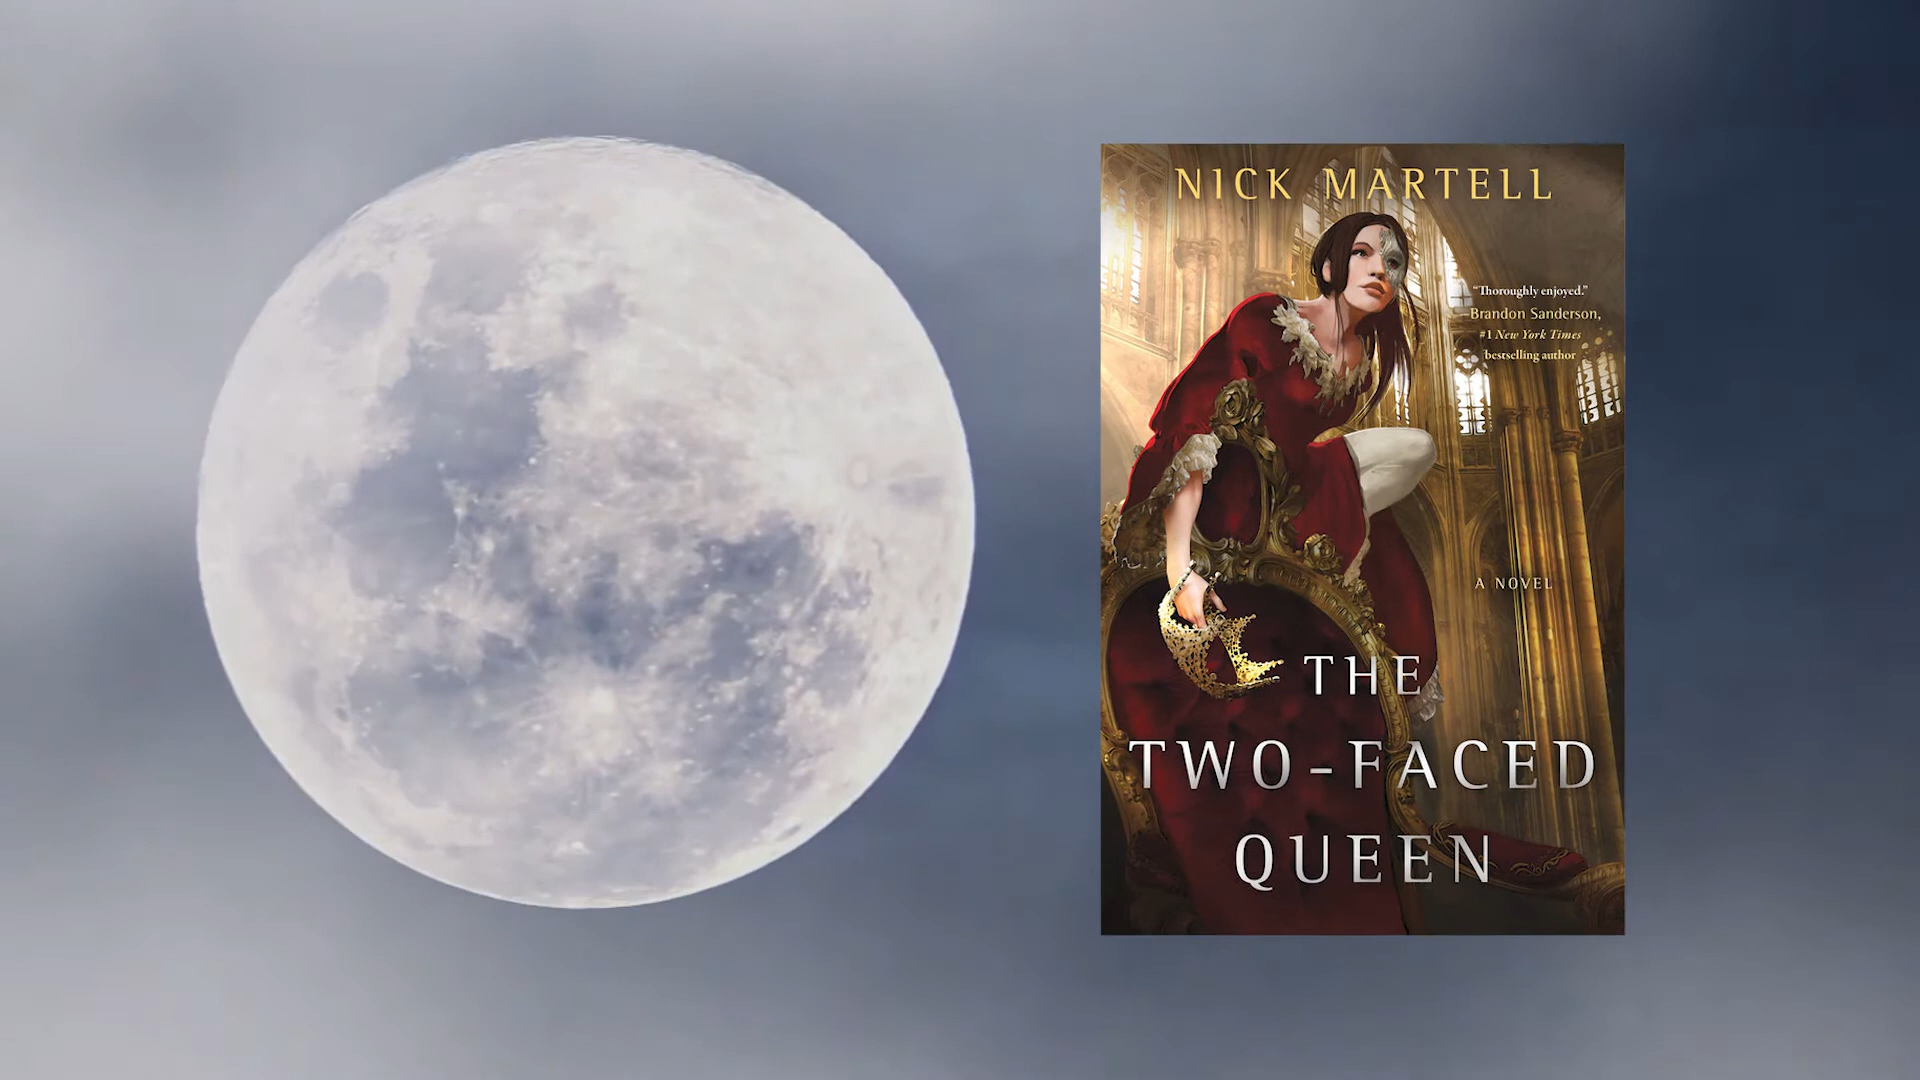 NICK MARTELL
“Thoroughly enjoyed.”
—Brandon Sanderson,
#1 New York Times
bestselling author
A NOVEL
THE
TWO-FACED
QUEEN